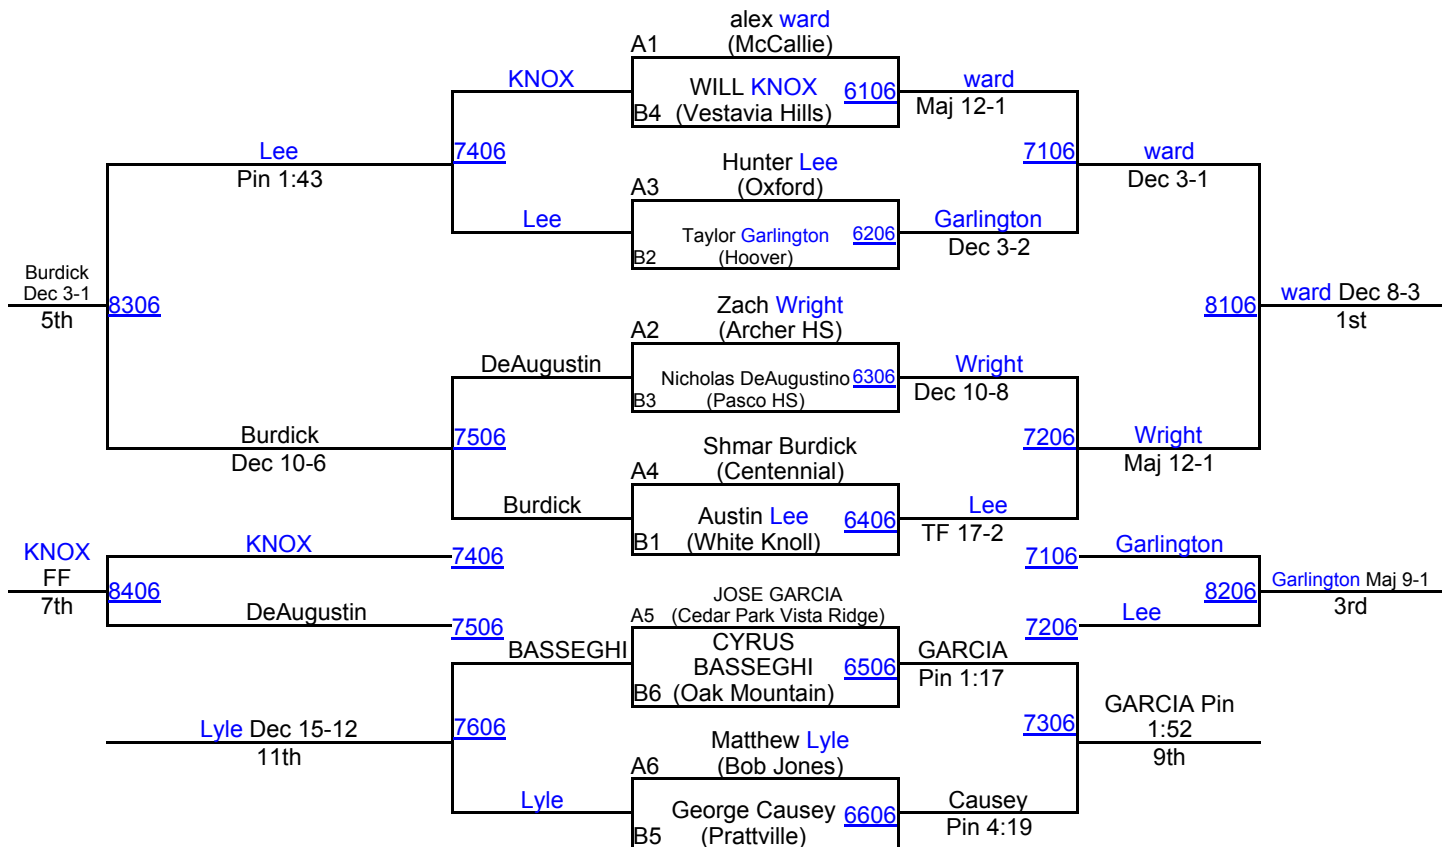 alex ward
A1 (McCallie)
KNOX
WILL KNOX 6106
ward
B4 (Vestavia Hills)
Maj 12-1
Lee
7406
7106
ward
Pin 1:43
Hunter Lee
Dec 3-1
A3 (Oxford)
Lee
Taylor Garlington 6206
Garlington
B2 (Hoover)
Dec 3-2
Burdick
Dec 3-1
8306
5th
Zach Wright
A2 (Archer HS)
8106
ward Dec 8-3
1st
DeAugustin
Nicholas DeAugustino 6306
Wright
B3 (Pasco HS)
Dec 10-8
Burdick
7506
7206
Wright
Dec 10-6
Shmar Burdick
Maj 12-1
A4 (Centennial)
Burdick
Austin Lee 6406
Lee
B1 (White Knoll)
TF 17-2
KNOX
FF
7th
KNOX
7406
8406
DeAugustin
7506
7106
Garlington
8206
Garlington Maj 9-1
3rd
7206
Lee
JOSE GARCIA
A5 (Cedar Park Vista Ridge)
BASSEGHI
CYRUS
BASSEGHI 6506
GARCIA
B6 (Oak Mountain)
Pin 1:17
Lyle Dec 15-12
7606
11th
7306
GARCIA Pin
1:52
9th
Matthew Lyle
A6 (Bob Jones)
Lyle
George Causey 6606
Causey
B5 (Prattville)
Pin 4:19